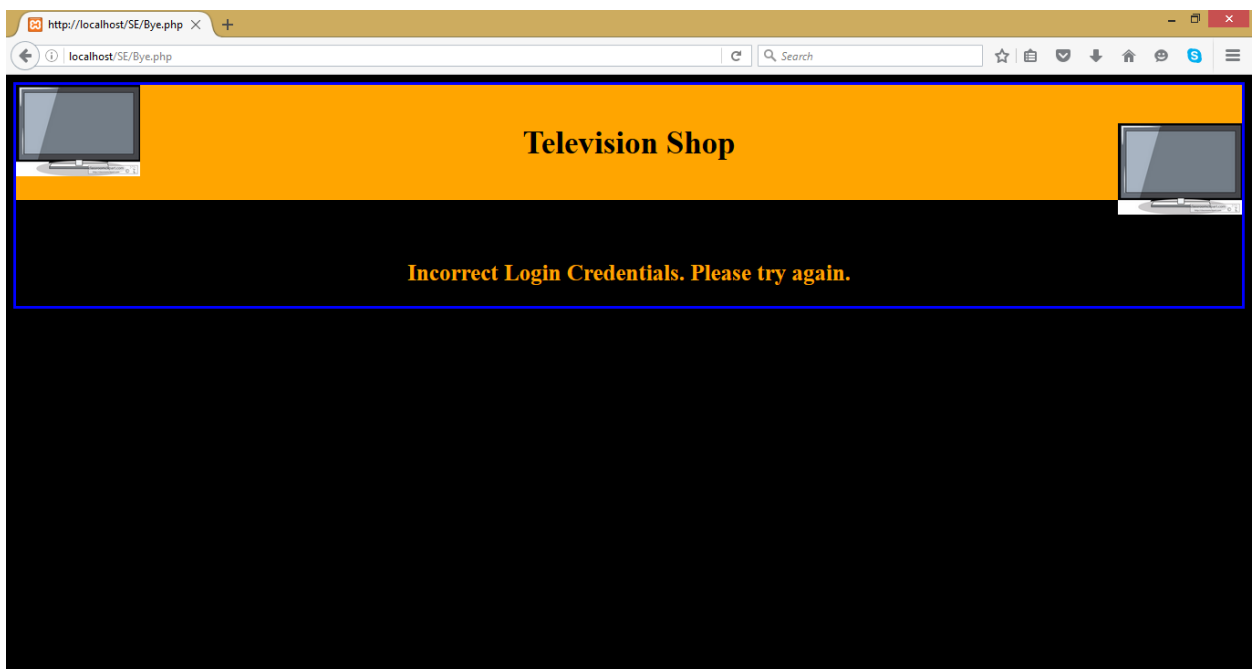 http://localhost/SE/Bye.php
localhost/SE/Bye.php
Search
Television Shop
Incorrect Login Credentials. Please try again.